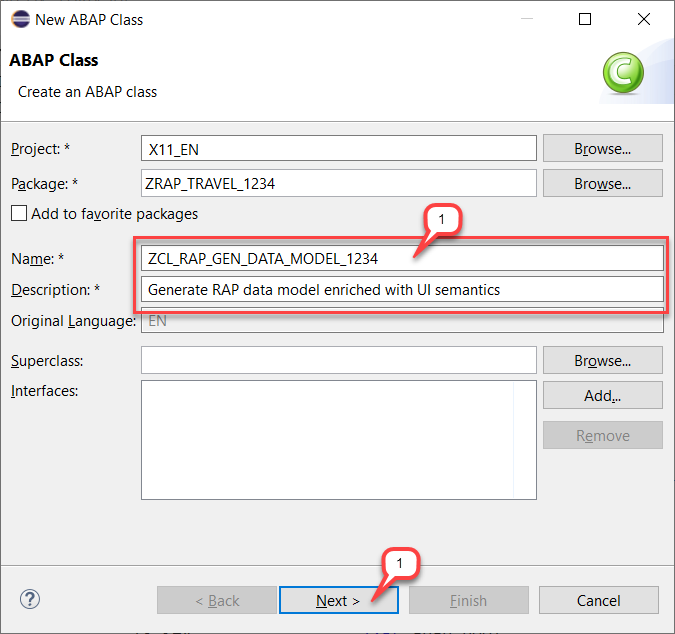 New ABAP Class
ABAP Class
Create an ABAP class
Project: * X11_EN Browse...
Package: * ZRAP_TRAVEL_1234 Browse...
Add to favorite packages
1
Name: * ZCL_RAP_GEN_DATA_MODEL_1234
Description: * Generate RAP data model enriched with UI semantics
Original Language: EN
Superclass: Browse...
Interfaces: Add...
Remove
1
? < Back Next > Finish Cancel